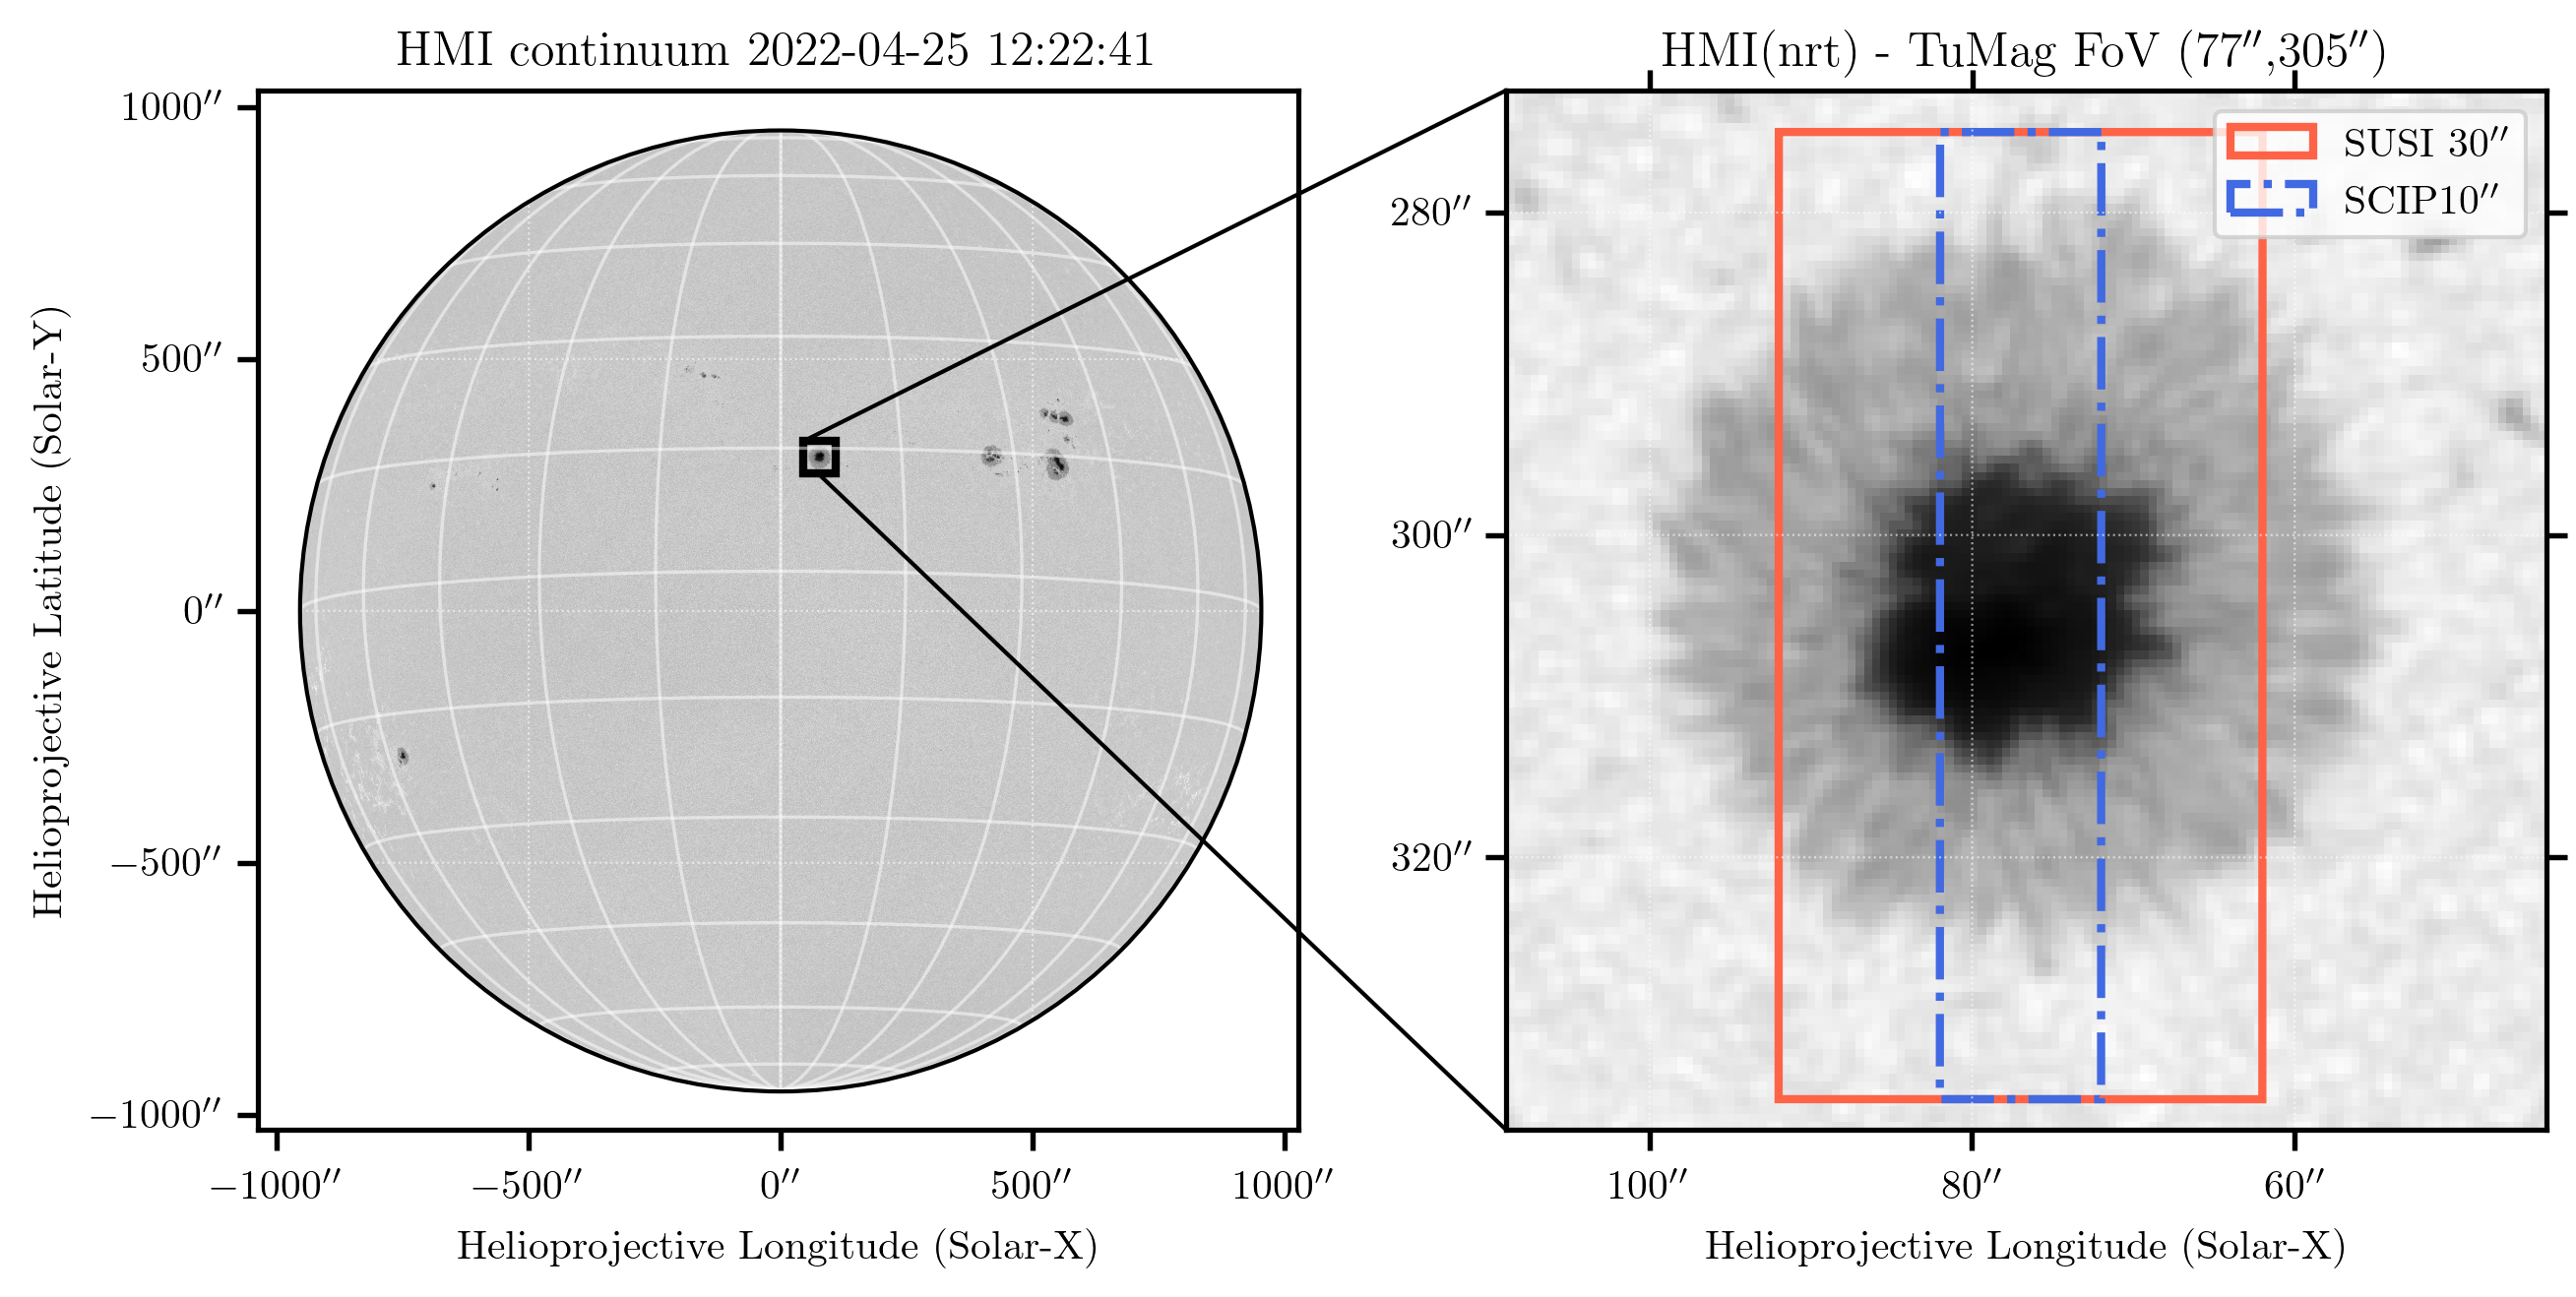 HMI continuum 2022-04-25 12:22:41
1000″
500″
0″
−500″
−1000″
Helioprojective Latitude (Solar-Y)
−1000″ −500″ 0″ 500″ 1000″
Helioprojective Longitude (Solar-X)
HMI(nrt) - TuMag FoV (77″,305″)
SUSI 30″
SCIP10″
280″
300″
320″
100″ 80″ 60″
Helioprojective Longitude (Solar-X)